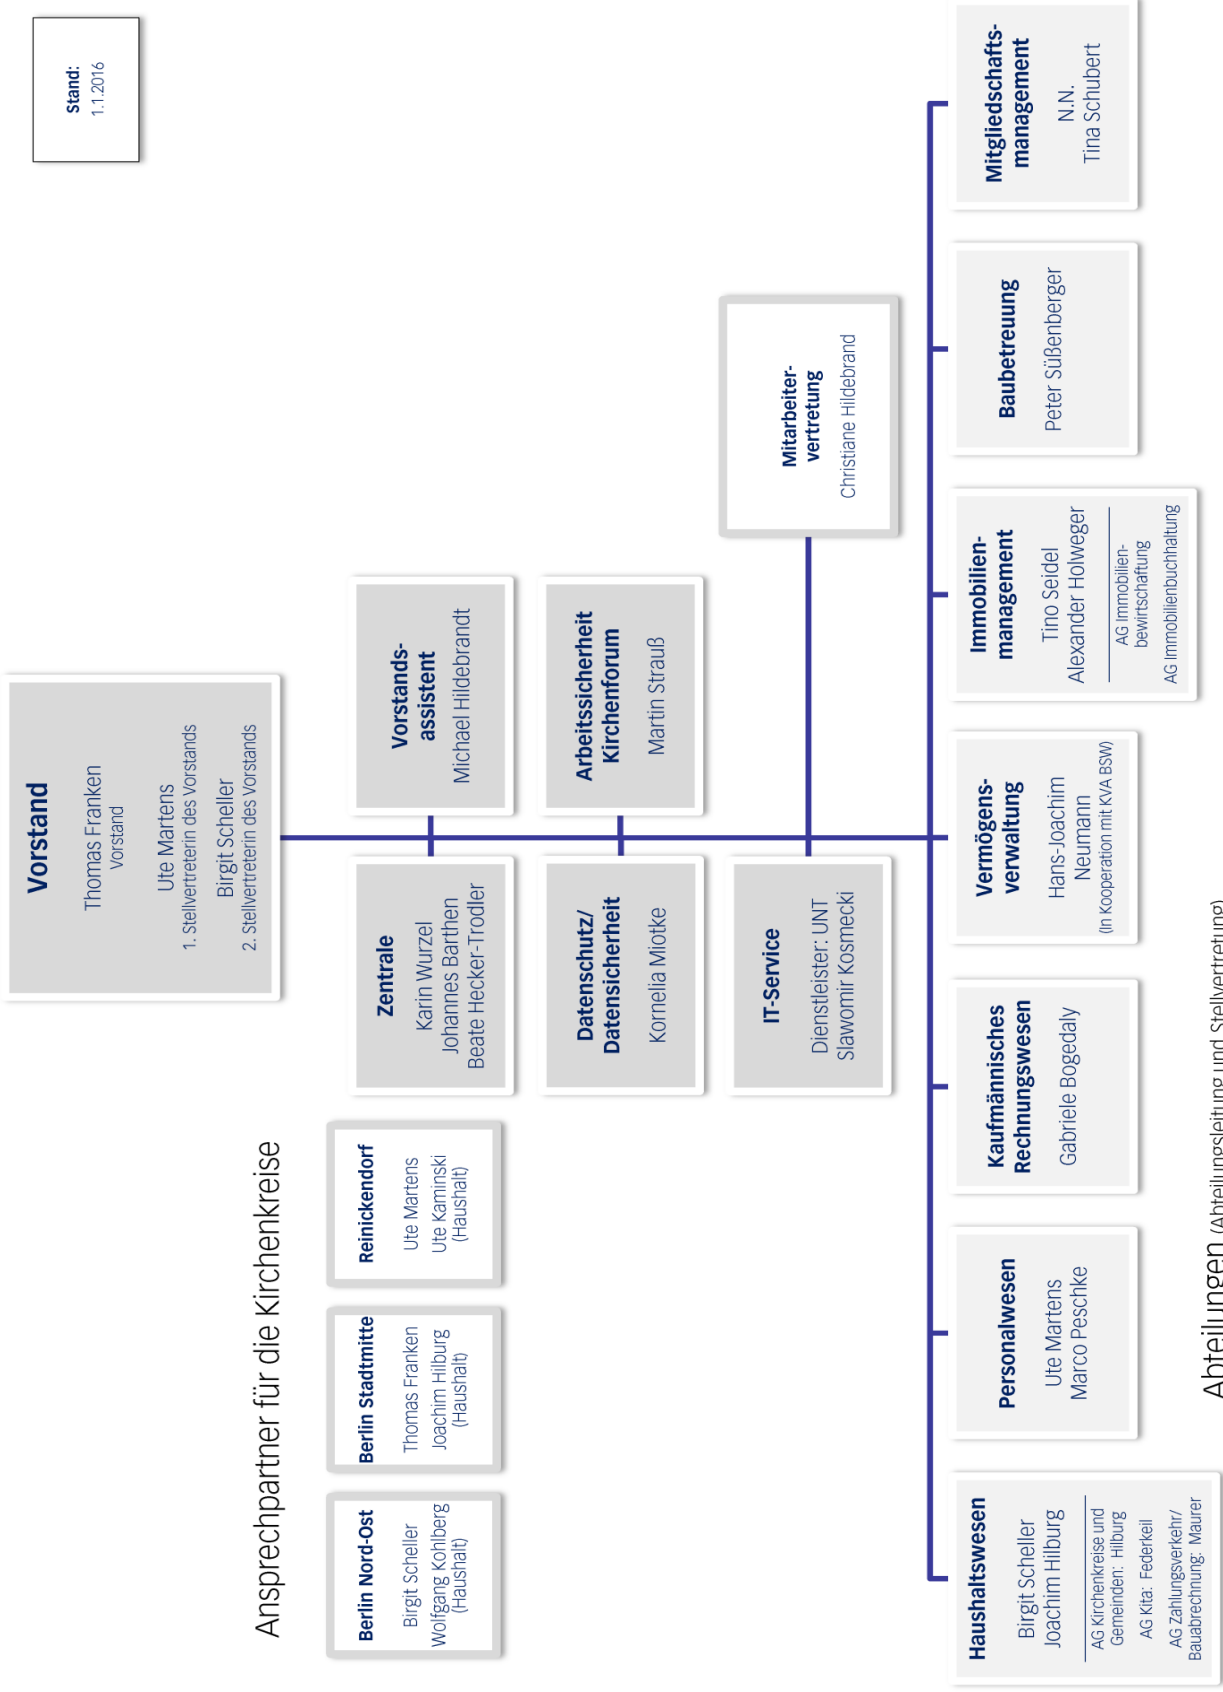 Stand:
1.1.2016
Vorstand
Thomas Franken
Vorstand
Ute Martens
1. Stellvertreterin des Vorstands
Birgit Scheller
2. Stellvertreterin des Vorstands
Ansprechpartner für die Kirchenkreise
Berlin Nord-Ost
Birgit Scheller
Wolfgang Kohlberg
(Haushalt)
Berlin Stadtmitte
Thomas Franken
Joachim Hilburg
(Haushalt)
Reinickendorf
Ute Martens
Ute Kaminski
(Haushalt)
Zentrale
Karin Wurzel
Johannes Barthen
Beate Hecker-Trodler
Vorstands-
assistent
Michael Hildebrandt
Datenschutz/
Datensicherheit
Kornelia Miotke
Arbeitssicherheit
Kirchenforum
Martin Strauß
IT-Service
Dienstleister: UNT
Slawomir Kosmecki
Mitarbeiter-
vertretung
Christiane Hildebrand
Haushaltswesen
Birgit Scheller
Joachim Hilburg
AG Kirchenkreise und
Gemeinden: Hilburg
AG Kita: Federkeil
AG Zahlungsverkehr/
Bauabrechnung: Maurer
Personalwesen
Ute Martens
Marco Peschke
Kaufmännisches
Rechnungswesen
Gabriele Bogedaly
Vermögens-
verwaltung
Hans-Joachim
Neumann
(In Kooperation mit KVA BSW)
Immobilien-
management
Tino Seidel
Alexander Holweger
AG Immobilien-
bewirtschaftung
AG Immobilienbuchhaltung
Baubetreuung
Peter Süßenberger
Mitgliedschafts-
management
N.N.
Tina Schubert
Abteilungen (Abteilungsleitung und Stellvertretung)